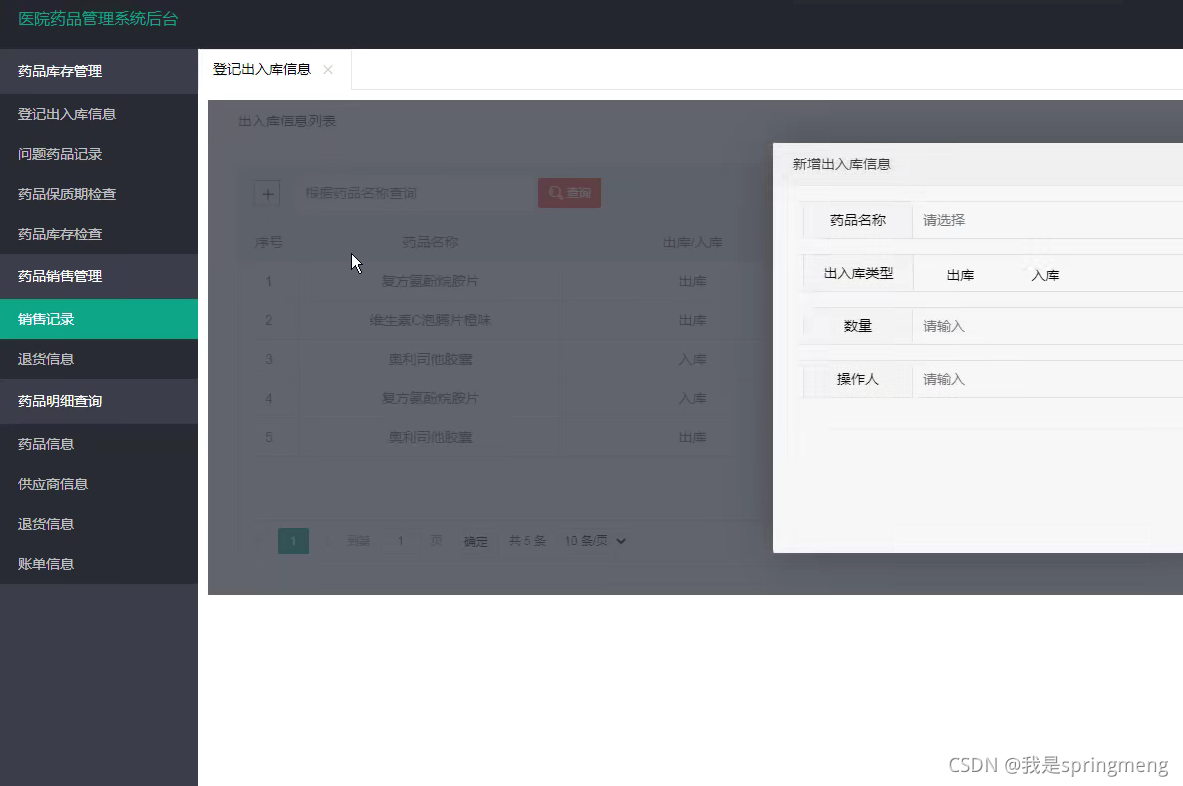 医院药品管理系统后台
药品库存管理
登记出入库信息
问题药品记录
药品保质期检查
药品库存检查
药品销售管理
销售记录
退货信息
药品明细查询
药品信息
供应商信息
退货信息
账单信息
登记出入库信息
出入库信息列表
根据药品名称查询 查询
序号 药品名称 出库/入库
1 复方氨酚烷胺片 出库
2 维生素C泡腾片橙味 出库
3 奥利司他胶囊 入库
4 复方氨酚烷胺片 入库
5 奥利司他胶囊 出库
1 到第 1 页 确定 共 5 条 10 条/页
新增出入库信息
药品名称 请选择
出入库类型 出库 入库
数量 请输入
操作人 请输入
CSDN @我是springmeng